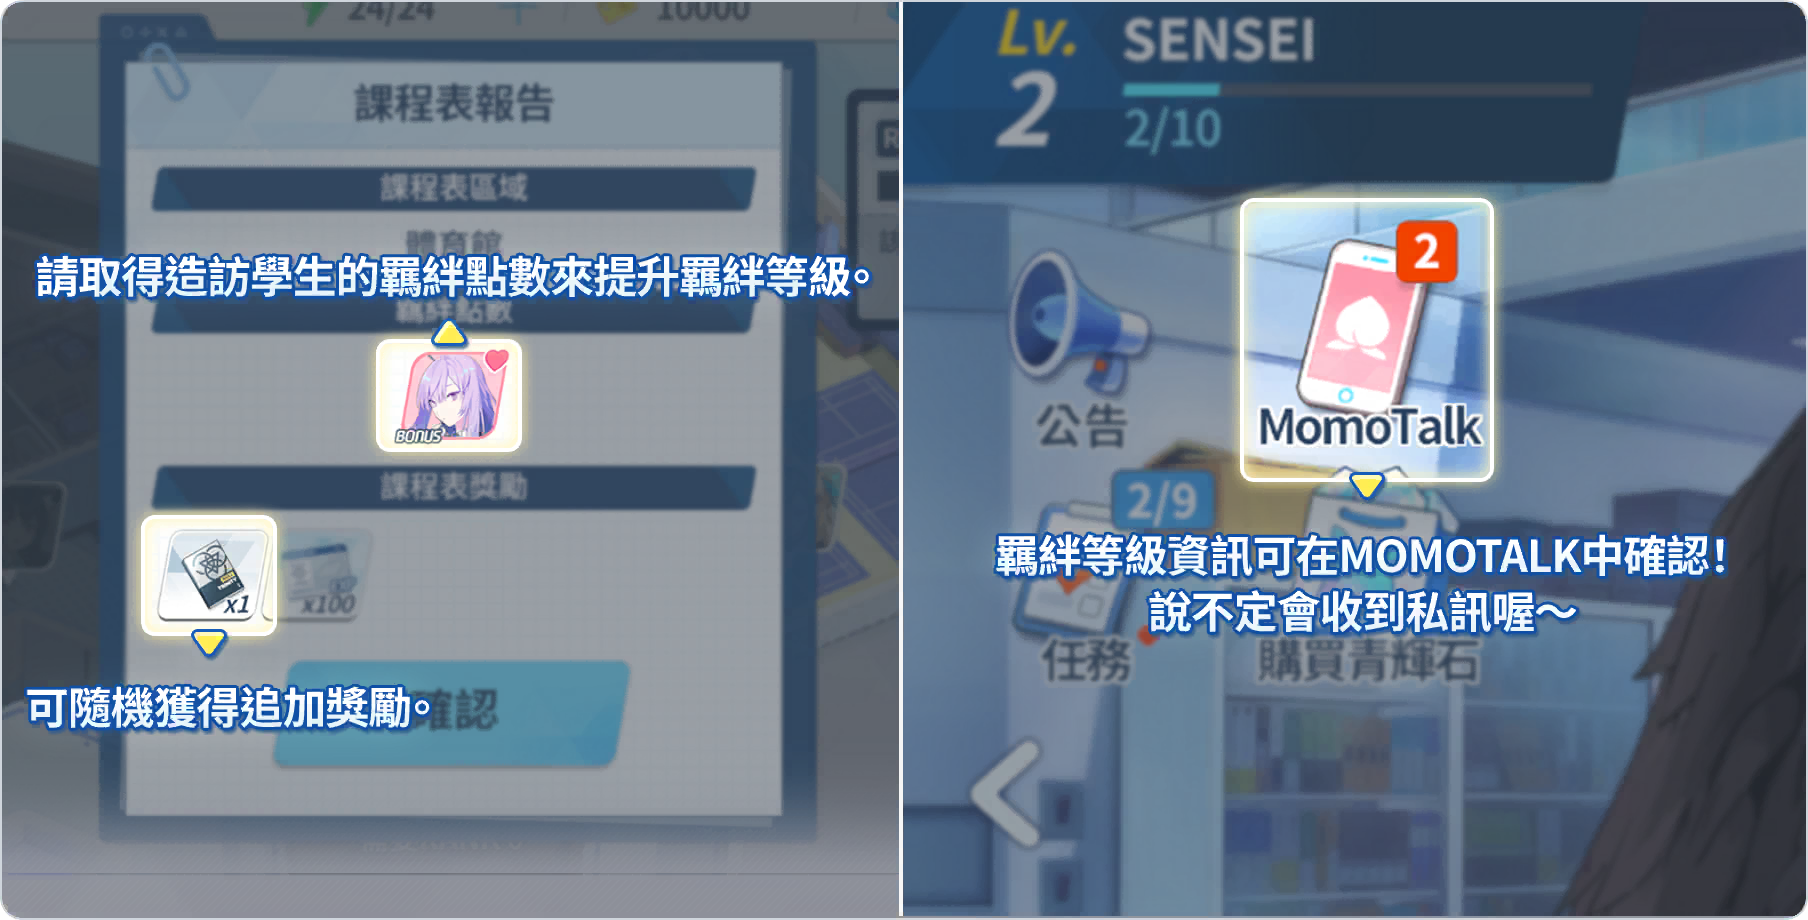 24/24
10000
課程表報告
課程表區域
體育館
請取得造訪學生的羈絆點數來提升羈絆等級。
羈絆點數
BONUS
課程表獎勵
x1
x100
可隨機獲得追加獎勵。
確認
Lv.
2
SENSEI
2/10
2
MomoTalk
公告
2/9
羈絆等級資訊可在MOMOTALK中確認！
說不定會收到私訊喔～
任務
購買青輝石